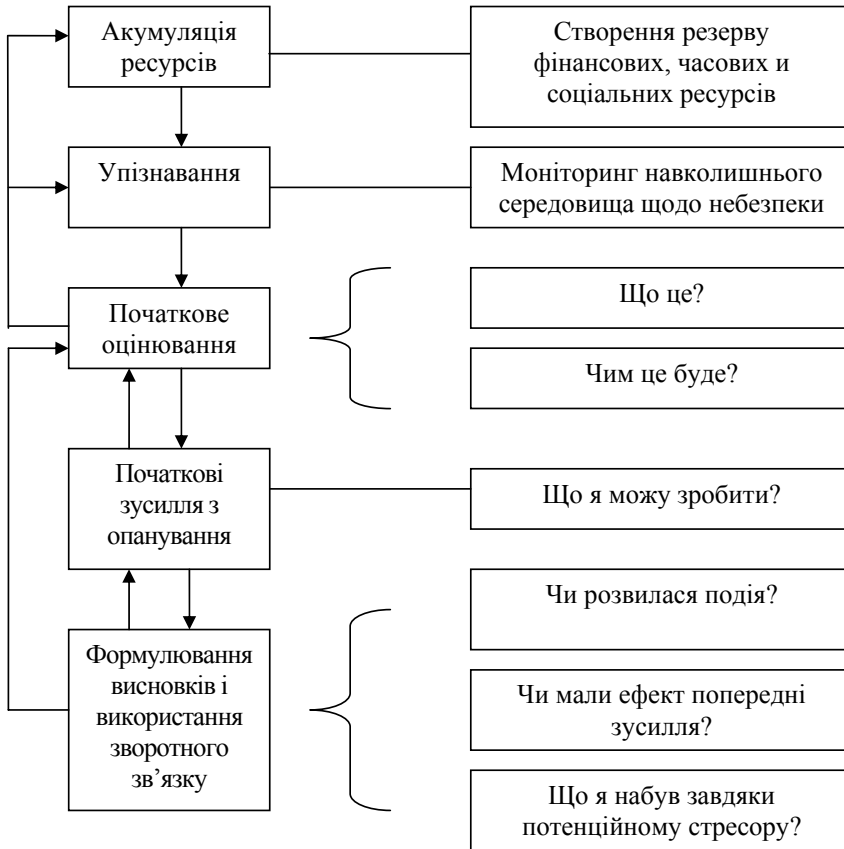 Акумуляція
ресурсів
Створення резерву
фінансових, часових и
соціальних ресурсів
Упізнавання
Моніторинг навколишнього
середовища щодо небезпеки
Початкове
оцінювання
Що це?
Чим це буде?
Початкові
зусилля з
опанування
Що я можу зробити?
Формулювання
висновків і
використання
зворотного
зв’язку
Чи розвилася подія?
Чи мали ефект попередні
зусилля?
Що я набув завдяки
потенційному стресору?